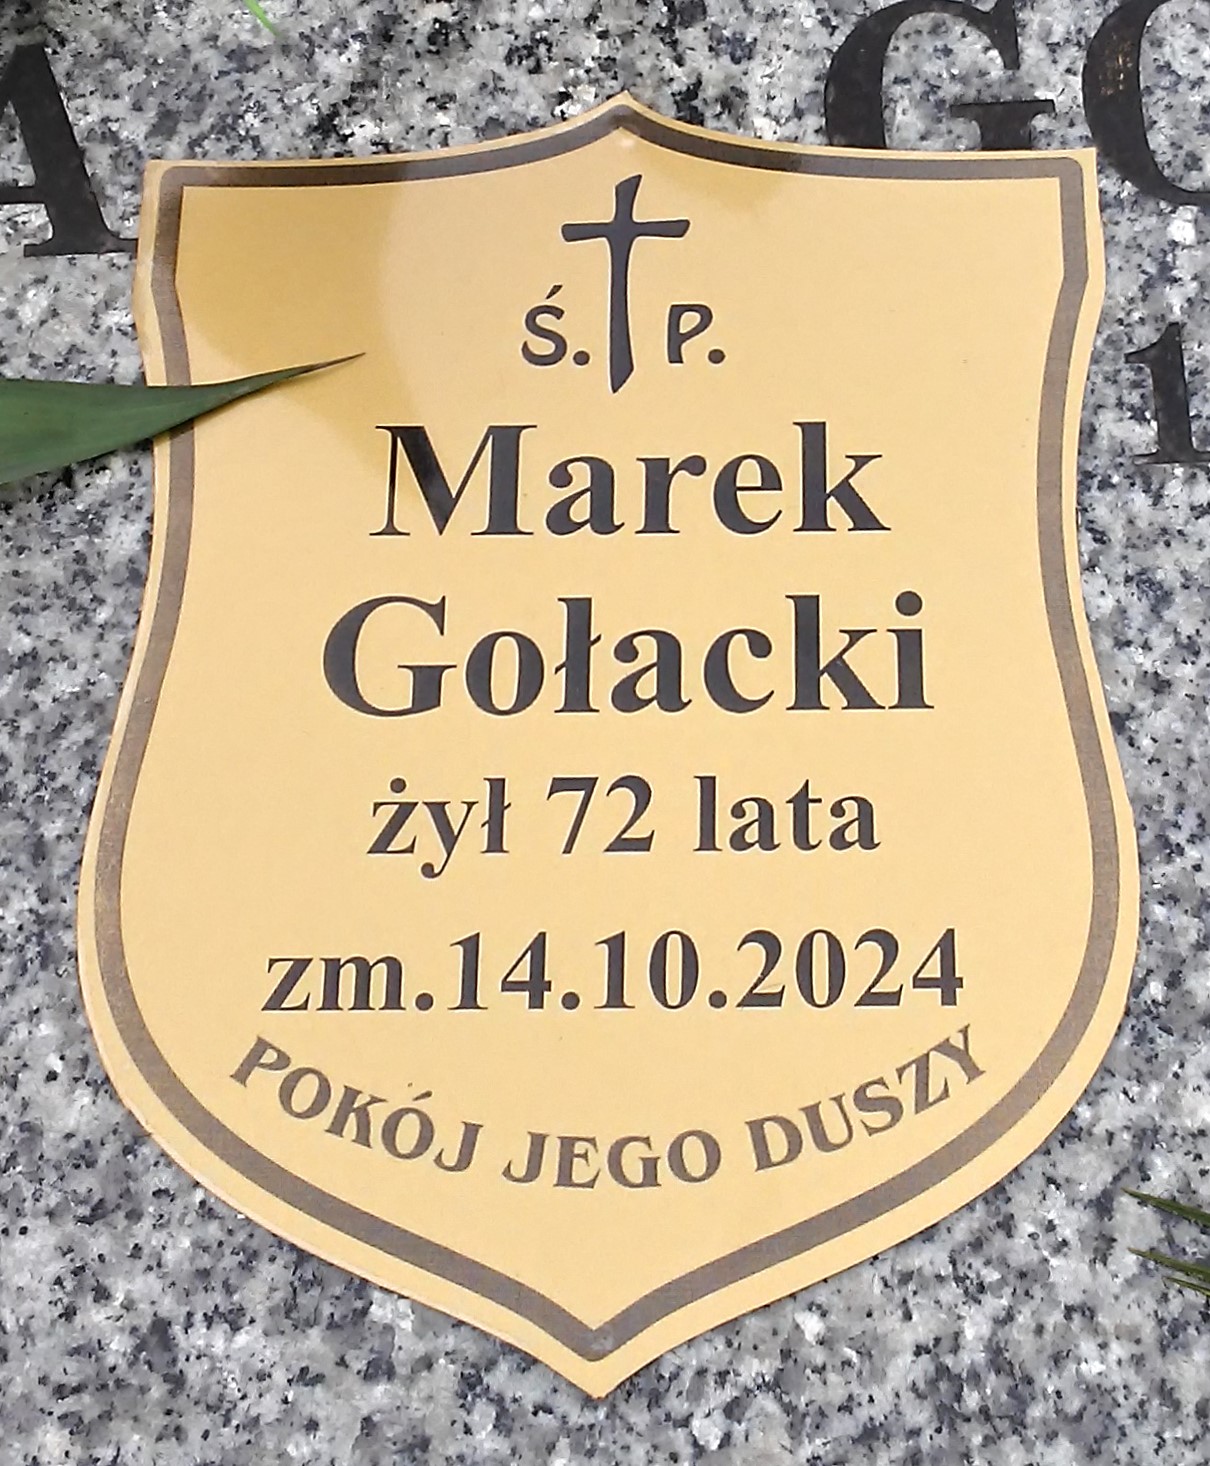 Ś. P.
Marek
Gołacki
żył 72 lata
zm.14.10.2024
POKÓJ JEGO DUSZY